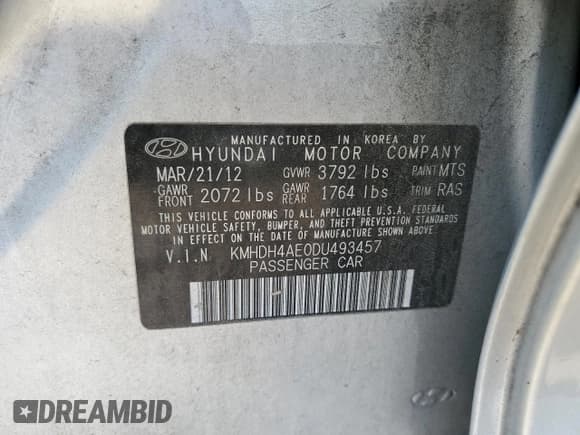 MANUFACTURED IN KOREA BY
HYUNDAI MOTOR COMPANY
MAR/21/12 GVWR 3792 lbs PAINT MTS
GAWR FRONT 2072 lbs GAWR REAR 1764 lbs TRIM RAS
THIS VEHICLE CONFORMS TO ALL APPLICABLE U.S.A. FEDERAL
MOTOR VEHICLE SAFETY, BUMPER, AND THEFT PREVENTION STANDARDS
IN EFFECT ON THE DATE OF MANUFACTURE SHOWN ABOVE.
V.I.N KMHDH4AE0DU493457
PASSENGER CAR
DREAMBID